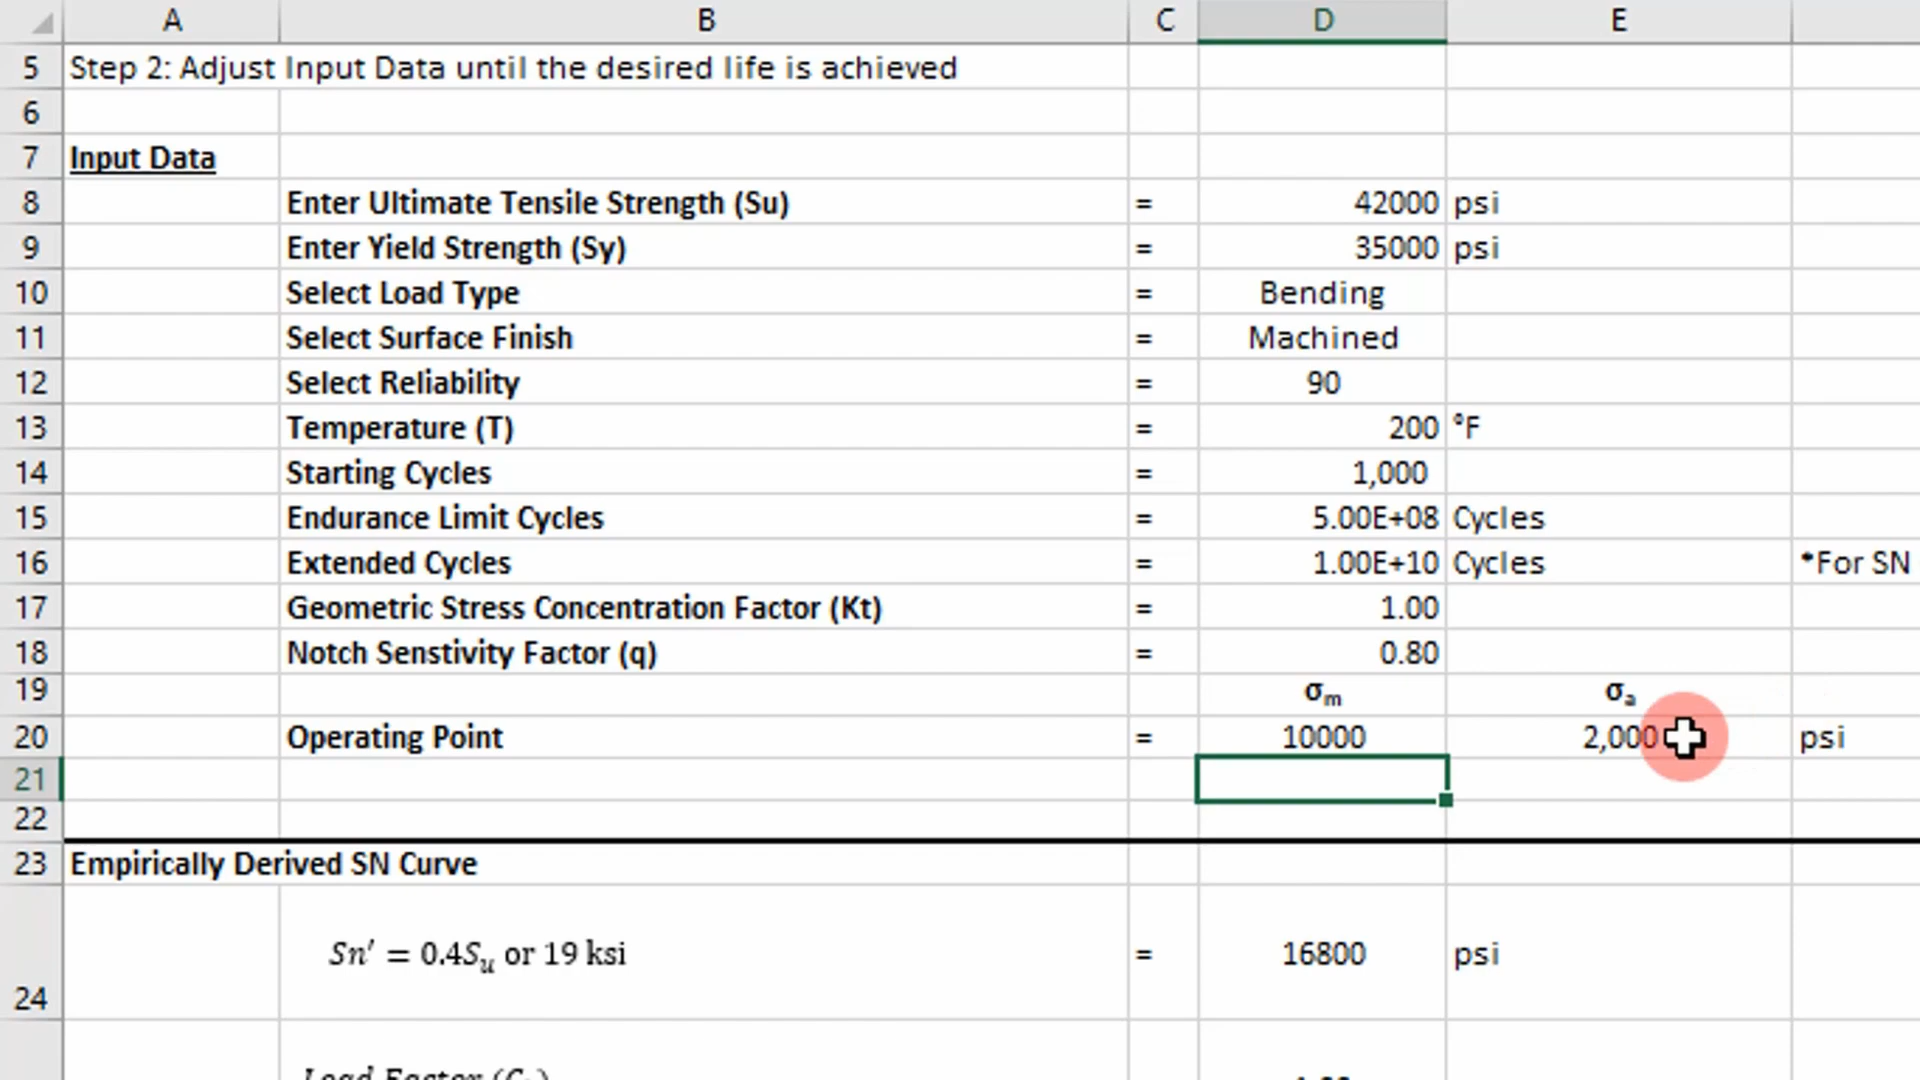 A B C D E
5 Step 2: Adjust Input Data until the desired life is achieved
6
7 Input Data
8 Enter Ultimate Tensile Strength (Su) = 42000 psi
9 Enter Yield Strength (Sy) = 35000 psi
10 Select Load Type = Bending
11 Select Surface Finish = Machined
12 Select Reliability = 90
13 Temperature (T) = 200 °F
14 Starting Cycles = 1,000
15 Endurance Limit Cycles = 5.00E+08 Cycles
16 Extended Cycles = 1.00E+10 Cycles *For SN
17 Geometric Stress Concentration Factor (Kt) = 1.00
18 Notch Senstivity Factor (q) = 0.80
19 σm σa
20 Operating Point = 10000 2,000 psi
21
22
23 Empirically Derived SN Curve
24 Sn′ = 0.4Su or 19 ksi = 16800 psi
Load Factor